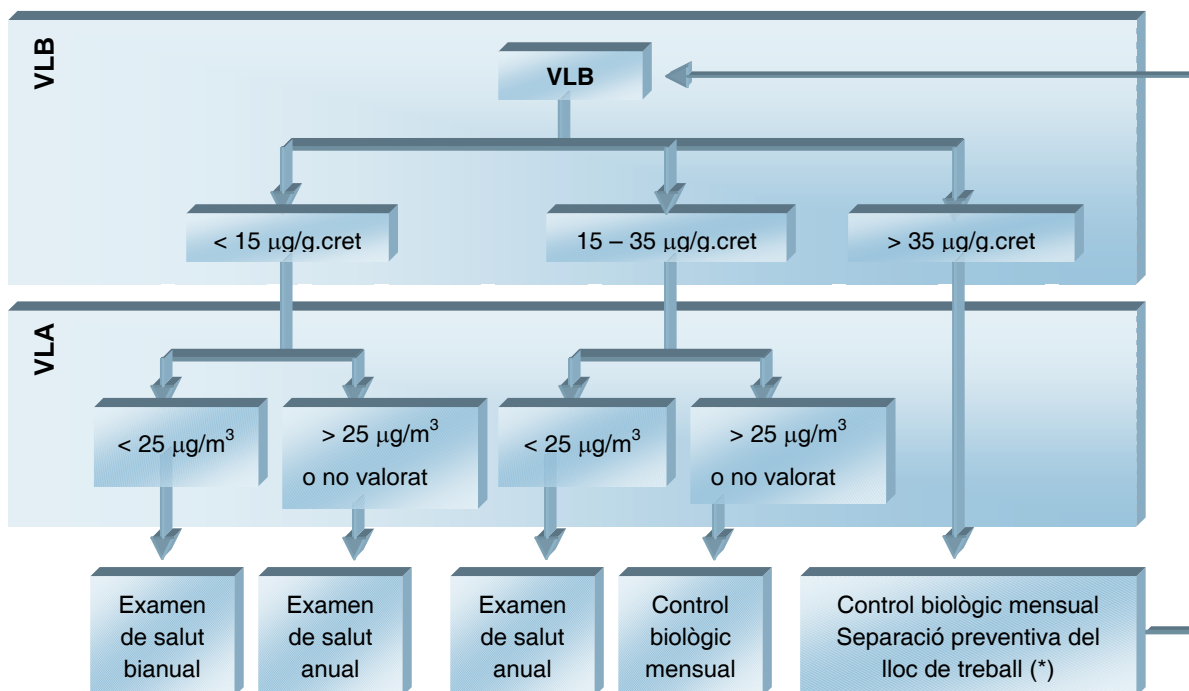 VLB
VLB
< 15 μg/g.cret
15 – 35 μg/g.cret
> 35 μg/g.cret
VLA
< 25 μg/m³
> 25 μg/m³
o no valorat
< 25 μg/m³
> 25 μg/m³
o no valorat
Examen
de salut
bianual
Examen
de salut
anual
Examen
de salut
anual
Control
biològic
mensual
Control biològic mensual
Separació preventiva del
lloc de treball (*)